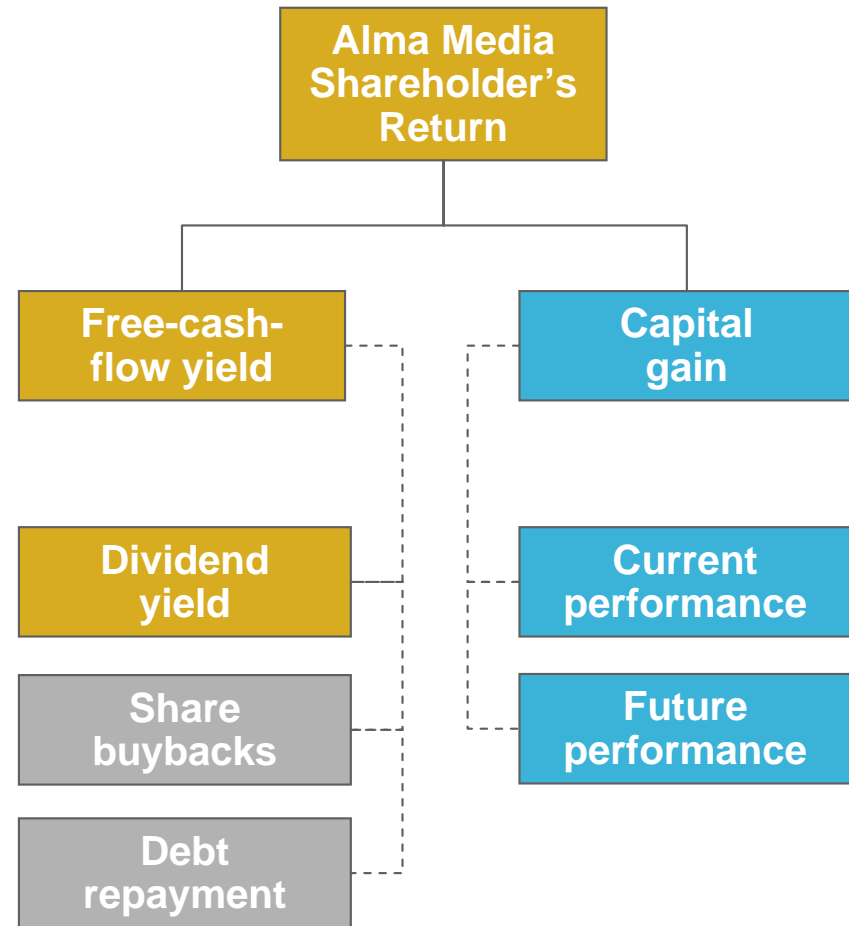 Alma Media
Shareholder’s
Return
Free-cash-
flow yield
Capital
gain
Dividend
yield
Current
performance
Share
buybacks
Future
performance
Debt
repayment